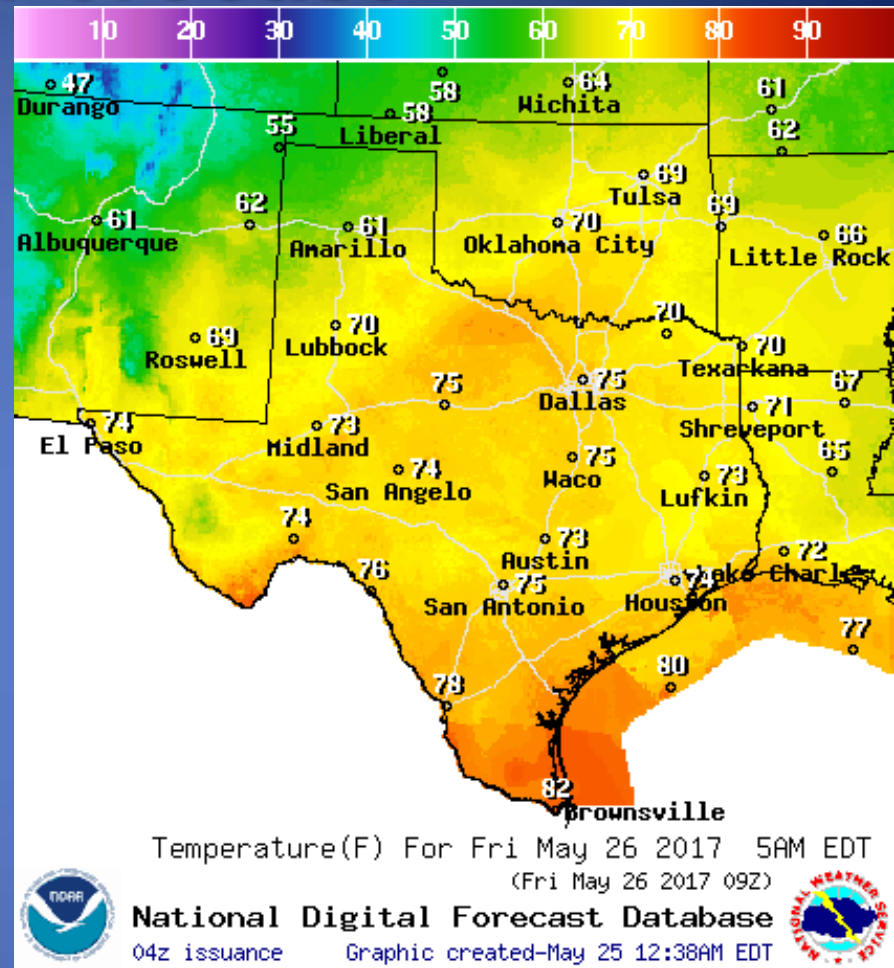 10 20 30 40 50 60 70 80 90
47
Durango
58
58
Liberal
64
Wichita
61
62
55
69
Tulsa
61
Albuquerque
62
61
Amarillo
70
Oklahoma City
69
66
Little Rock
69
Roswell
70
Lubbock
70
70
Texarkana
75
75
Dallas
71
Shreveport
67
74
El Paso
73
Midland
74
San Angelo
75
Waco
73
Lufkin
65
74
76
73
Austin
72
Lake Charles
75
San Antonio
74
Houston
77
78
80
82
Brownsville
Temperature(F) For Fri May 26 2017 5AM EDT
(Fri May 26 2017 09Z)
National Digital Forecast Database
04z issuance Graphic created-May 25 12:38AM EDT
NOAA
NATIONAL WEATHER SERVICE